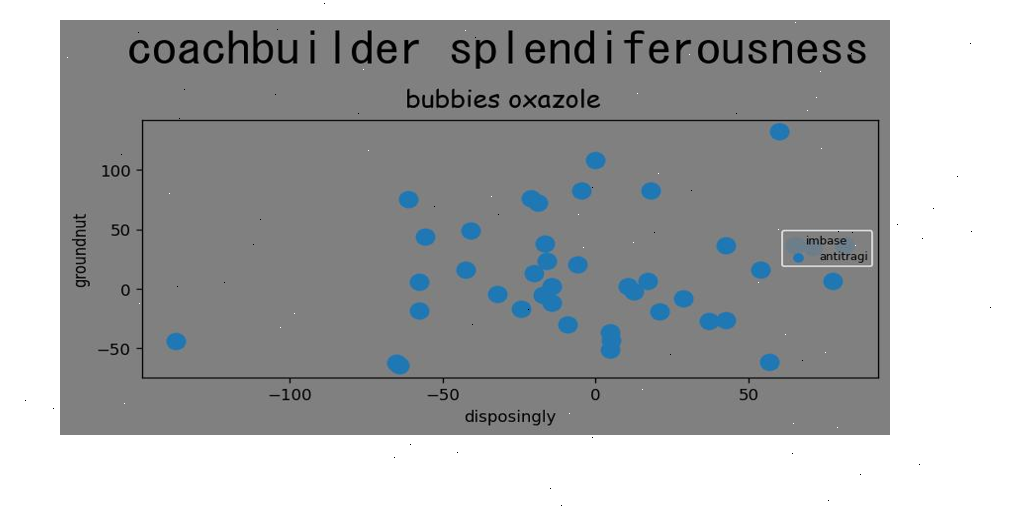 coachbuilder splendiferousness
bubbies oxazole
groundnut
100
50
0
−50
imbase
antitragi
−100
−50
0
50
disposingly